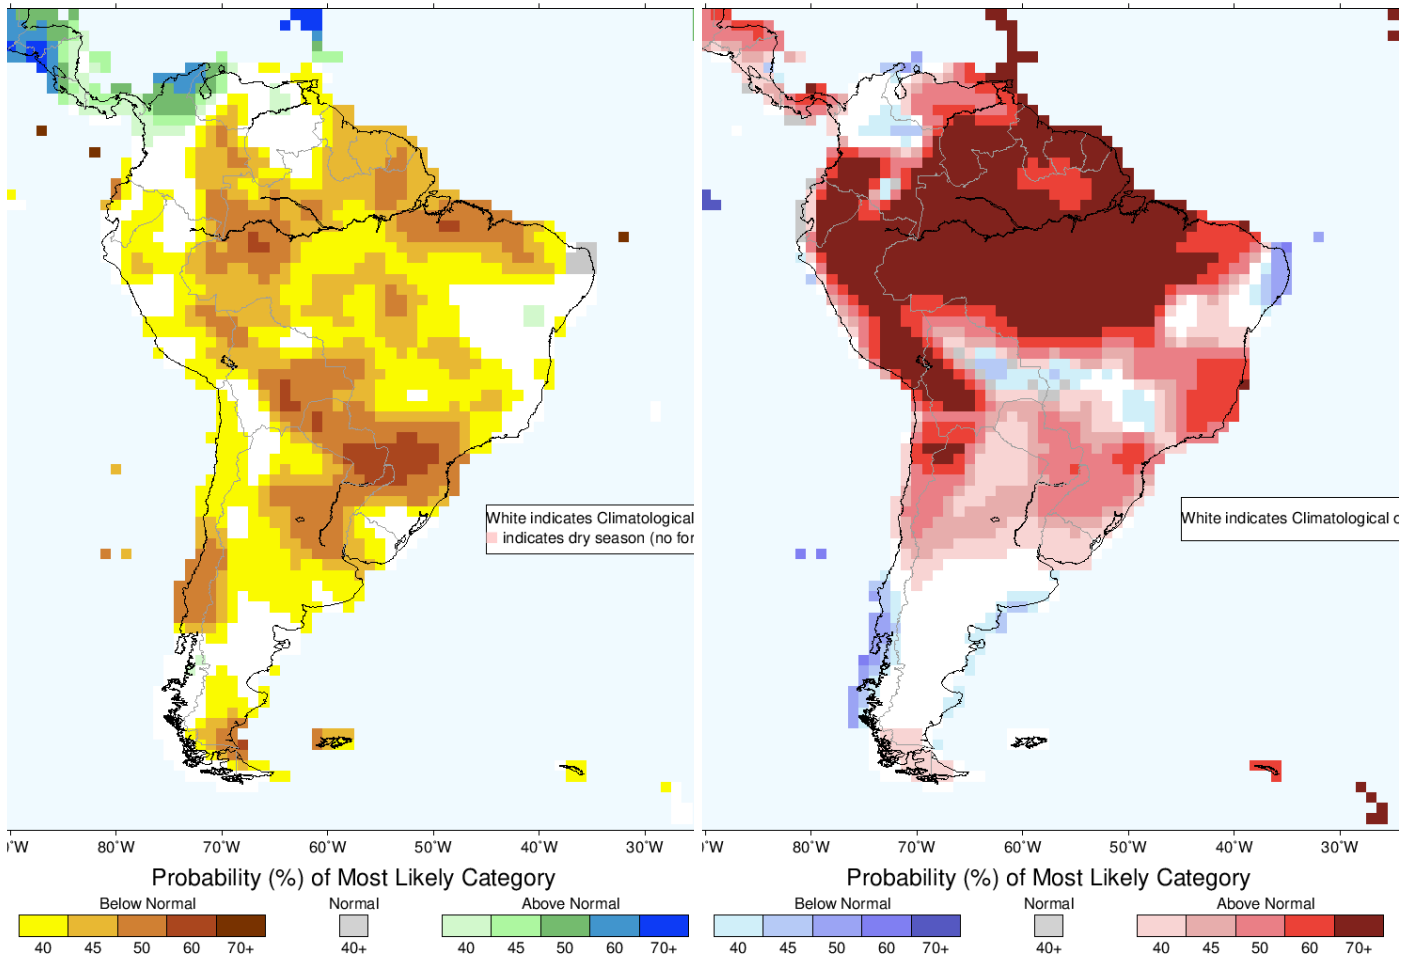 White indicates Climatological
indicates dry season (no for
White indicates Climatological c
)°W 80°W 70°W 60°W 50°W 40°W 30°W
)°W 80°W 70°W 60°W 50°W 40°W 30°W
Probability (%) of Most Likely Category
Below Normal Normal Above Normal
40 45 50 60 70+ 40+ 40 45 50 60 70+
Probability (%) of Most Likely Category
Below Normal Normal Above Normal
40 45 50 60 70+ 40+ 40 45 50 60 70+